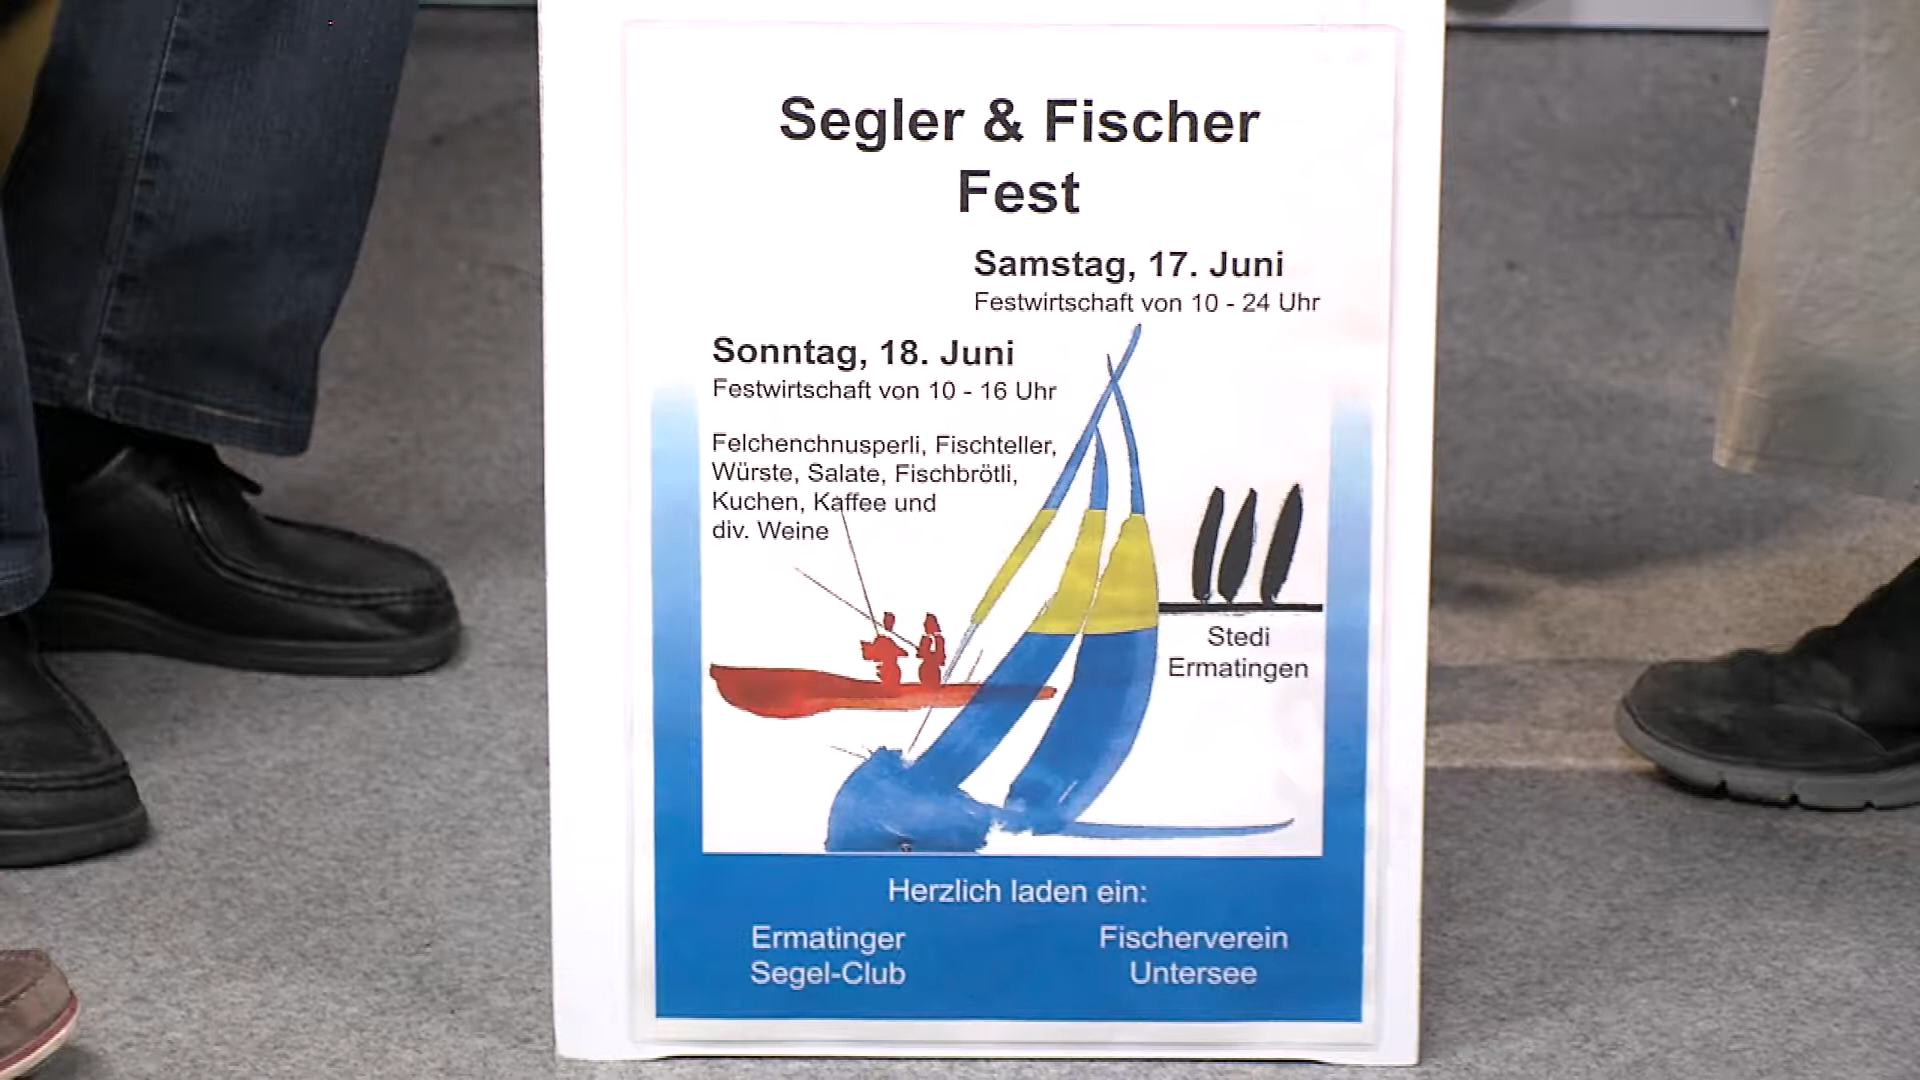 Segler & Fischer
Fest
Samstag, 17. Juni
Festwirtschaft von 10 - 24 Uhr
Sonntag, 18. Juni
Festwirtschaft von 10 - 16 Uhr
Felchenchnusperli, Fischteller,
Würste, Salate, Fischbrötli,
Kuchen, Kaffee und
div. Weine
Stedi
Ermatingen
Herzlich laden ein:
Ermatinger
Segel-Club
Fischerverein
Untersee